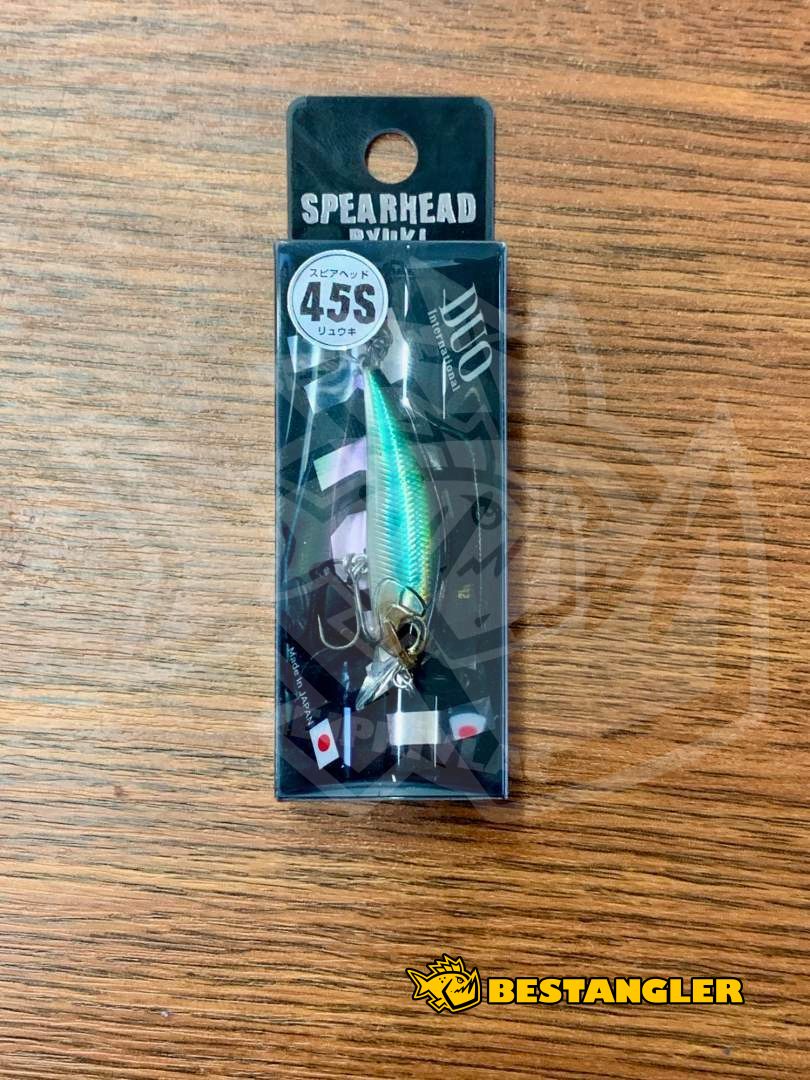 SPEARHEAD
RYUKI
スピアヘッド
45S
リュウキ
DUO
International
Made in JAPAN
BESTANGLER